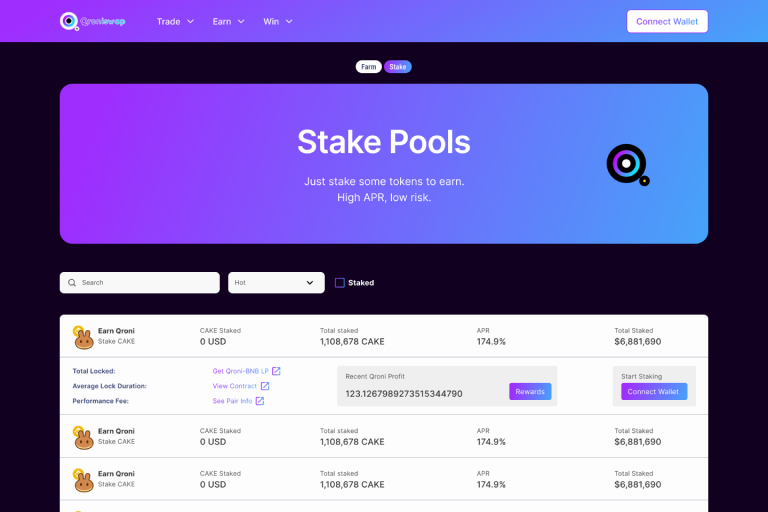 Qroniswap
Trade Earn Win
Connect Wallet
Farm Stake
Stake Pools
Just stake some tokens to earn.
High APR, low risk.
Search
Hot
Staked
Earn Qroni CAKE Staked Total staked APR Total Staked
Stake CAKE 0 USD 1,108,678 CAKE 174.9% $6,881,690
Total Locked: Get Qroni-BNB LP
Average Lock Duration: View Contract
Performance Fee: See Pair Info
Recent Qroni Profit
123.1267989273515344790
Rewards
Start Staking
Connect Wallet
Earn Qroni CAKE Staked Total staked APR Total Staked
Stake CAKE 0 USD 1,108,678 CAKE 174.9% $6,881,690
Earn Qroni CAKE Staked Total staked APR Total Staked
Stake CAKE 0 USD 1,108,678 CAKE 174.9% $6,881,690